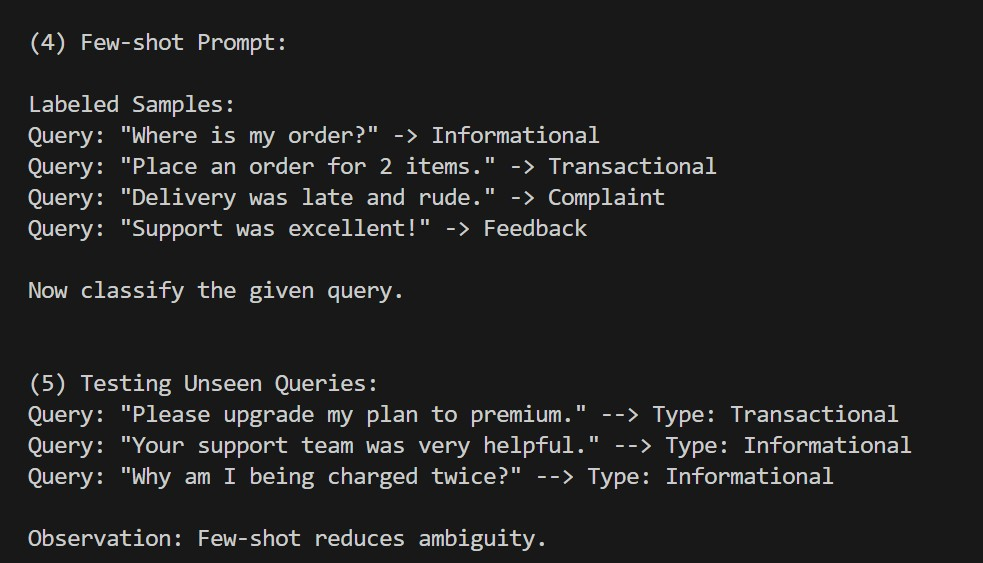 (4) Few-shot Prompt:
Labeled Samples:
Query: "Where is my order?" -> Informational
Query: "Place an order for 2 items." -> Transactional
Query: "Delivery was late and rude." -> Complaint
Query: "Support was excellent!" -> Feedback
Now classify the given query.
(5) Testing Unseen Queries:
Query: "Please upgrade my plan to premium." --> Type: Transactional
Query: "Your support team was very helpful." --> Type: Informational
Query: "Why am I being charged twice?" --> Type: Informational
Observation: Few-shot reduces ambiguity.